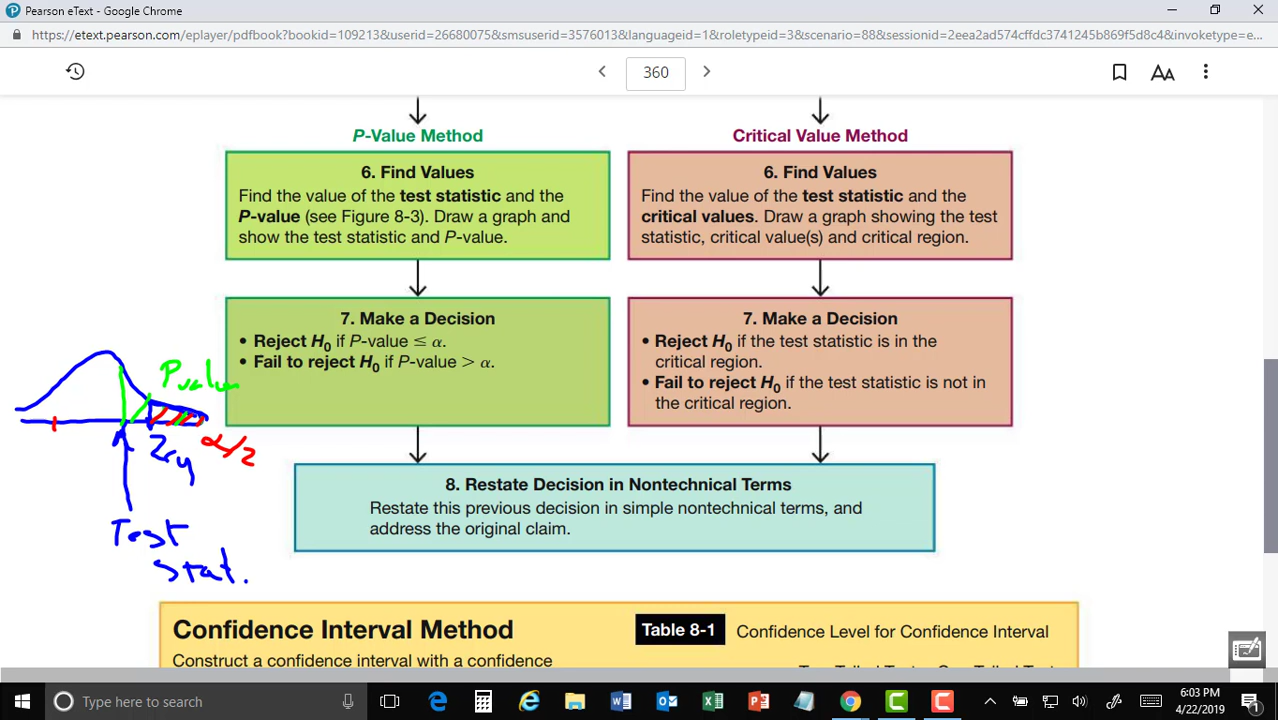 Pearson eText - Google Chrome
https://etext.pearson.com/eplayer/pdfbook?bookid=109213&userid=26680075&smsuserid=35760138&languageid=1&roletypeid=3&scenario=88&sessionid=2eea2ad574cffdc3741245b869f5d8c4&invoketype=e...
360
AA
P-Value Method
6. Find Values
Find the value of the test statistic and the
P-value (see Figure 8-3). Draw a graph and
show the test statistic and P-value.
7. Make a Decision
• Reject H₀ if P-value ≤ α.
• Fail to reject H₀ if P-value > α.
Critical Value Method
6. Find Values
Find the value of the test statistic and the
critical values. Draw a graph showing the test
statistic, critical value(s) and critical region.
7. Make a Decision
• Reject H₀ if the test statistic is in the
critical region.
• Fail to reject H₀ if the test statistic is not in
the critical region.
P value
α/2
Test
Stat.
8. Restate Decision in Nontechnical Terms
Restate this previous decision in simple nontechnical terms, and
address the original claim.
Confidence Interval Method
Construct a confidence interval with a confidence
Table 8-1 Confidence Level for Confidence Interval
Type here to search
6:03 PM
4/22/2019